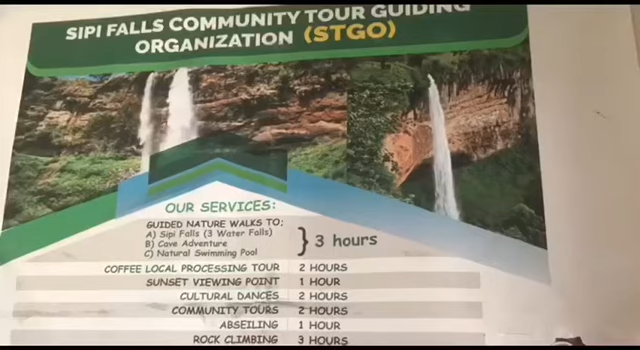 SIPI FALLS COMMUNITY TOUR GUIDING
ORGANIZATION (STGO)
OUR SERVICES:
GUIDED NATURE WALKS TO:
A) Sipi Falls (3 Water Falls)
B) Cave Adventure
C) Natural Swimming Pool
} 3 hours
COFFEE LOCAL PROCESSING TOUR 2 HOURS
SUNSET VIEWING POINT 1 HOUR
CULTURAL DANCES 2 HOURS
COMMUNITY TOURS 2 HOURS
ABSEILING 1 HOUR
ROCK CLIMBING 3 HOURS